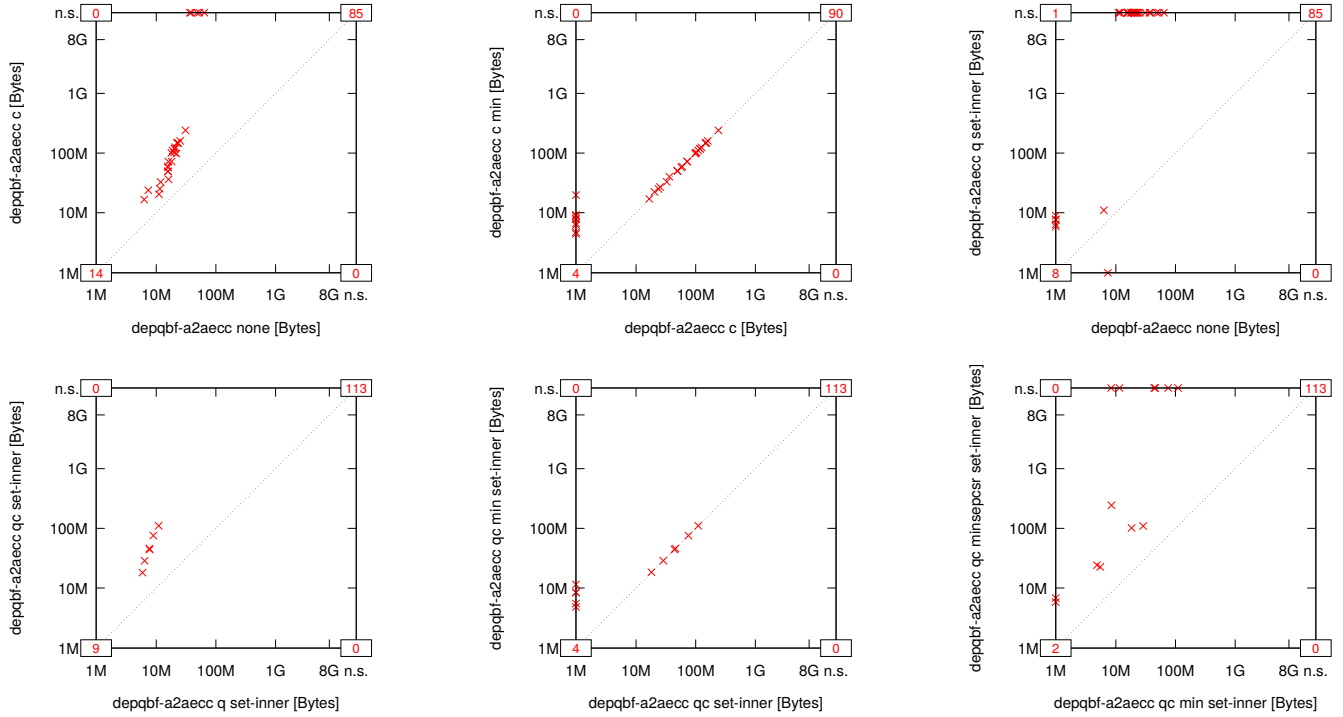 n.s. 0 85
8G
1G
100M
10M
1M 14 0
1M 10M 100M 1G 8G n.s.
depqbf-a2aecc c [Bytes]
depqbf-a2aecc none [Bytes]
n.s. 0 90
8G
1G
100M
10M
1M 4 0
1M 10M 100M 1G 8G n.s.
depqbf-a2aecc c min [Bytes]
depqbf-a2aecc c [Bytes]
n.s. 1 85
8G
1G
100M
10M
1M 8 0
1M 10M 100M 1G 8G n.s.
depqbf-a2aecc q set-inner [Bytes]
depqbf-a2aecc none [Bytes]
n.s. 0 113
8G
1G
100M
10M
1M 9 0
1M 10M 100M 1G 8G n.s.
depqbf-a2aecc qc set-inner [Bytes]
depqbf-a2aecc q set-inner [Bytes]
n.s. 0 113
8G
1G
100M
10M
1M 4 0
1M 10M 100M 1G 8G n.s.
depqbf-a2aecc qc min set-inner [Bytes]
depqbf-a2aecc qc set-inner [Bytes]
n.s. 0 113
8G
1G
100M
10M
1M 2 0
1M 10M 100M 1G 8G n.s.
depqbf-a2aecc qc minsepcsr set-inner [Bytes]
depqbf-a2aecc qc min set-inner [Bytes]